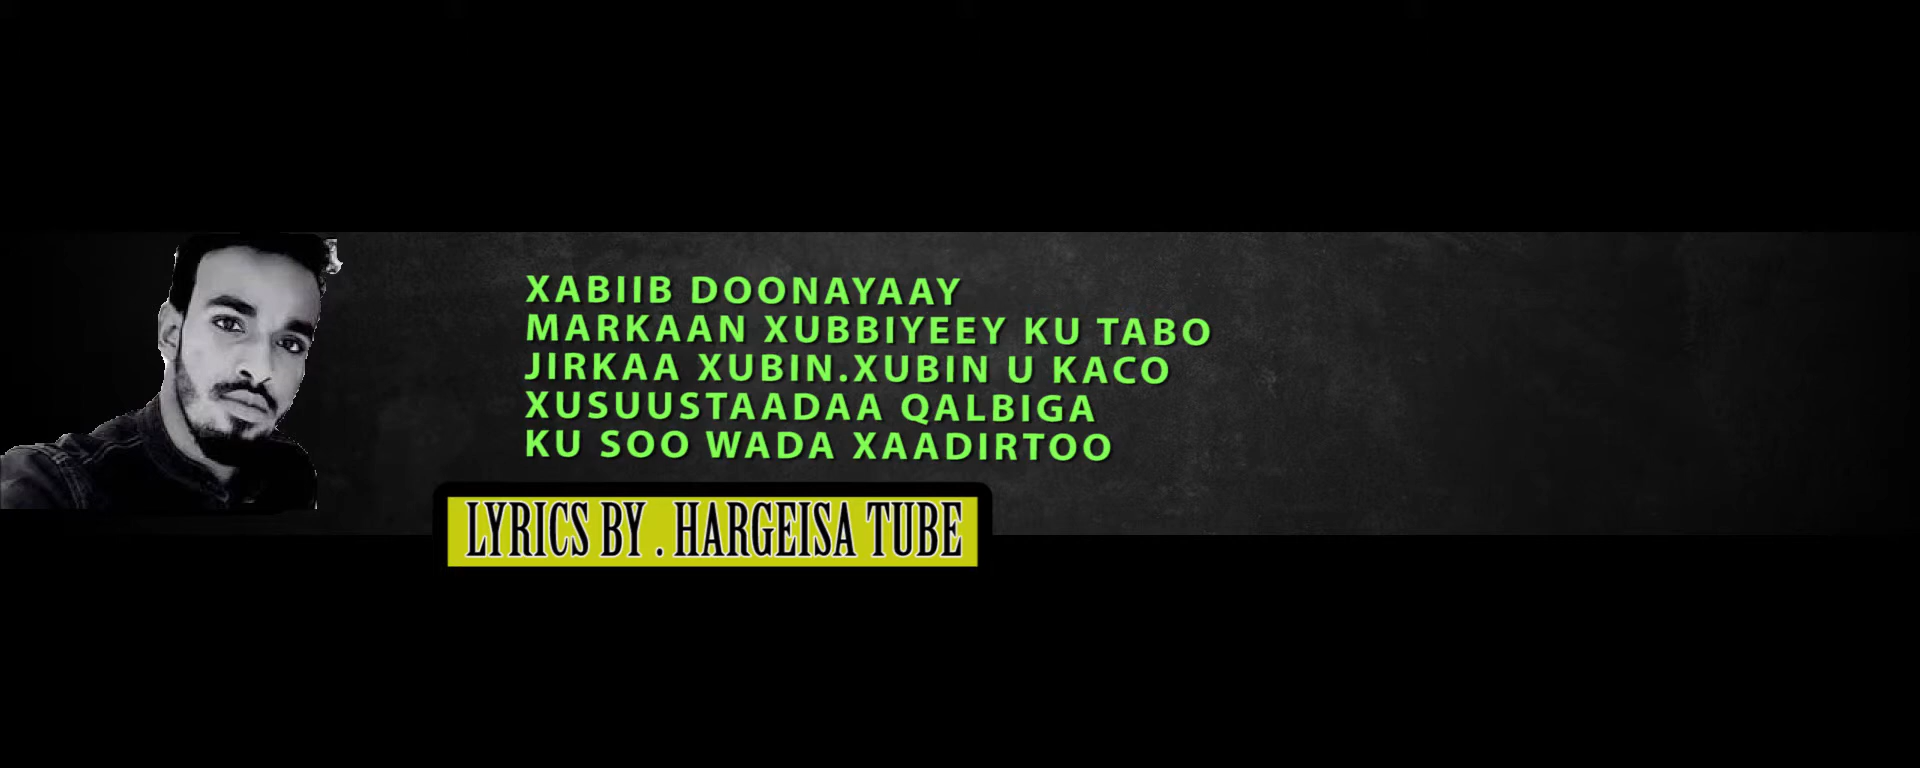 XABIIB DOONAYAAY
MARKAAN XUBBIYEEY KU TABO
JIRKAA XUBIN.XUBIN U KACO
XUSUUSTAADAA QALBIGA
KU SOO WADA XAADIRTOO
LYRICS BY . HARGEISA TUBE